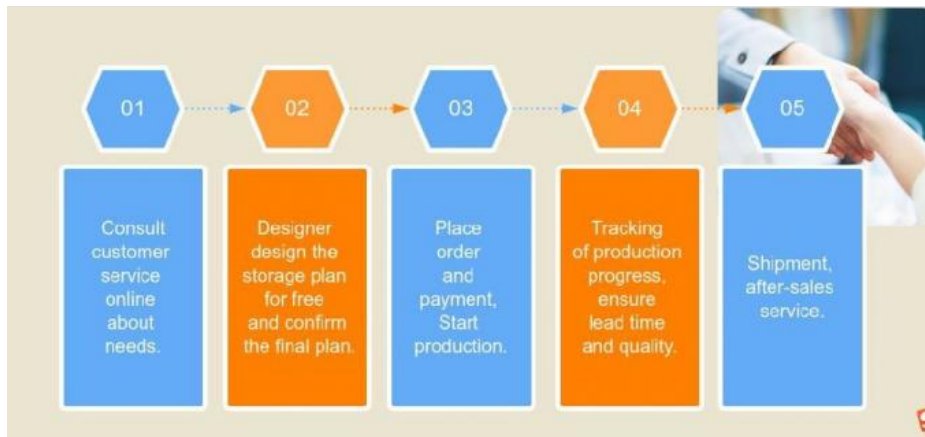 01
02
03
04
05
Consult
customer
service
online
about
needs.
Designer
design the
storage plan
for free
and confirm
the final plan.
Place
order
and
payment,
Start
production.
Tracking
of production
progress,
ensure
lead time
and quality.
Shipment,
after-sales
service.